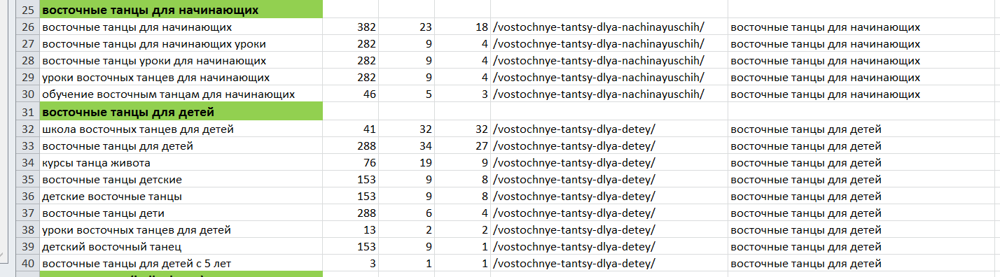 25 восточные танцы для начинающих
26 восточные танцы для начинающих 382 23 18 /vostochnye-tantsy-dlya-nachinayuschih/ восточные танцы для начинающих
27 восточные танцы для начинающих уроки 282 9 4 /vostochnye-tantsy-dlya-nachinayuschih/ восточные танцы для начинающих
28 восточные танцы уроки для начинающих 282 9 4 /vostochnye-tantsy-dlya-nachinayuschih/ восточные танцы для начинающих
29 уроки восточных танцев для начинающих 282 9 4 /vostochnye-tantsy-dlya-nachinayuschih/ восточные танцы для начинающих
30 обучение восточным танцам для начинающих 46 5 3 /vostochnye-tantsy-dlya-nachinayuschih/ восточные танцы для начинающих
31 восточные танцы для детей
32 школа восточных танцев для детей 41 32 32 /vostochnye-tantsy-dlya-detey/ восточные танцы для детей
33 восточные танцы для детей 288 34 27 /vostochnye-tantsy-dlya-detey/ восточные танцы для детей
34 курсы танца живота 76 19 9 /vostochnye-tantsy-dlya-detey/ восточные танцы для детей
35 восточные танцы детские 153 9 8 /vostochnye-tantsy-dlya-detey/ восточные танцы для детей
36 детские восточные танцы 153 9 8 /vostochnye-tantsy-dlya-detey/ восточные танцы для детей
37 восточные танцы дети 288 6 4 /vostochnye-tantsy-dlya-detey/ восточные танцы для детей
38 уроки восточных танцев для детей 13 2 2 /vostochnye-tantsy-dlya-detey/ восточные танцы для детей
39 детский восточный танец 153 9 1 /vostochnye-tantsy-dlya-detey/ восточные танцы для детей
40 восточные танцы для детей с 5 лет 3 1 1 /vostochnye-tantsy-dlya-detey/ восточные танцы для детей